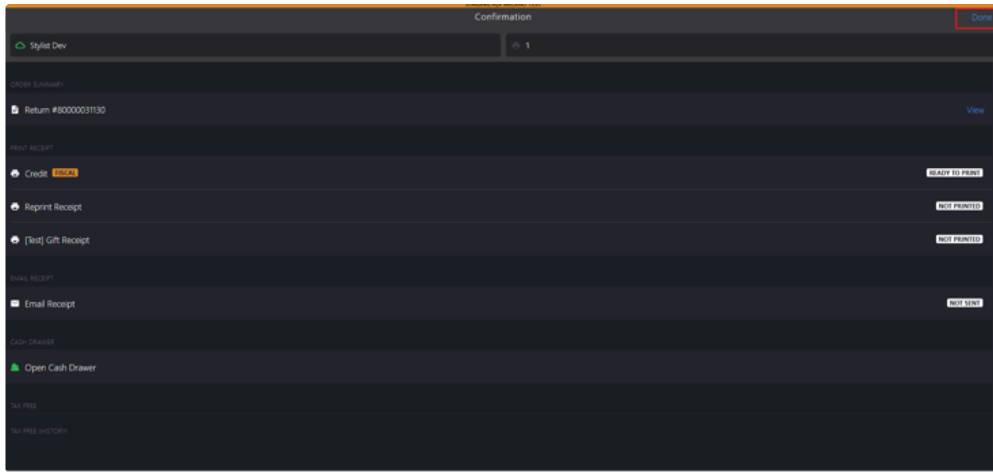 Confirmation
Done
Stylist Dev
1
ORDER SUMMARY
Return #80000031130
View
PRINT RECEIPT
Credit FISCAL
READY TO PRINT
Reprint Receipt
NOT PRINTED
[Test] Gift Receipt
NOT PRINTED
EMAIL RECEIPT
Email Receipt
NOT SENT
CASH DRAWER
Open Cash Drawer
TAX FREE
TAX FREE HISTORY